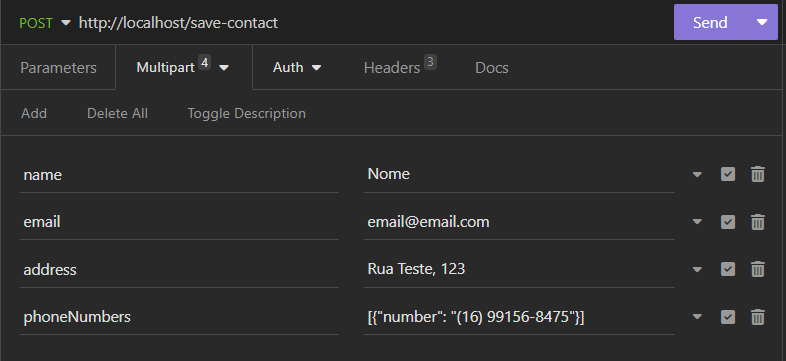 POST http://localhost/save-contact Send
Parameters Multipart 4 Auth Headers 3 Docs
Add Delete All Toggle Description
name Nome
email email@email.com
address Rua Teste, 123
phoneNumbers [{"number": "(16) 99156-8475"}]